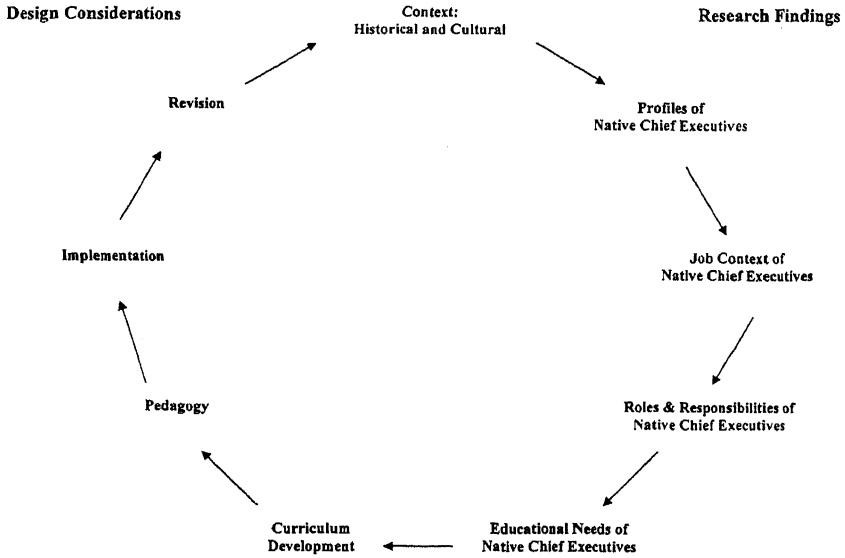 Design Considerations
Context:
Historical and Cultural
Research Findings
Revision
Profiles of
Native Chief Executives
Implementation
Job Context of
Native Chief Executives
Pedagogy
Roles & Responsibilities of
Native Chief Executives
Curriculum
Development
Educational Needs of
Native Chief Executives